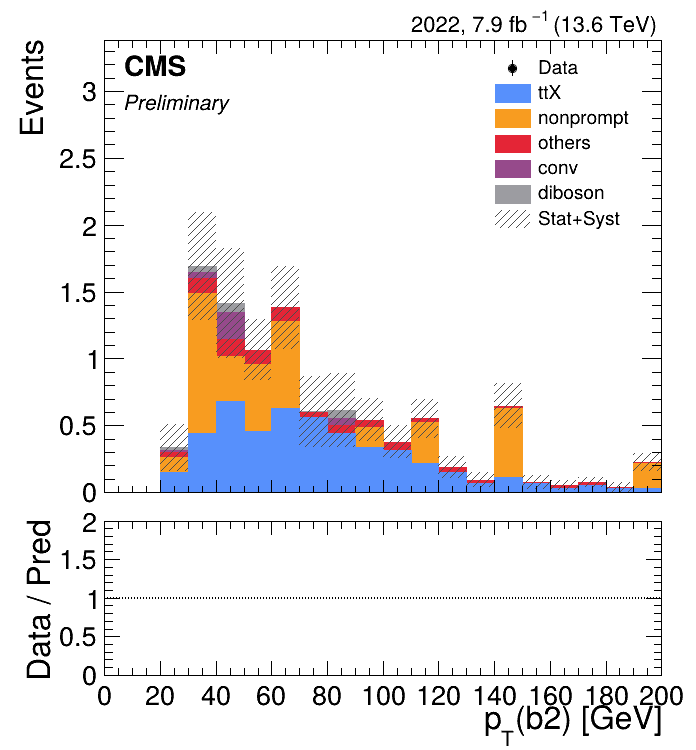 2022, 7.9 fb⁻¹ (13.6 TeV)
CMS
Preliminary
Events
Data
ttX
nonprompt
others
conv
diboson
Stat+Syst
3
2.5
2
1.5
1
0.5
0
Data / Pred
2
1.5
1
0.5
0
0 20 40 60 80 100 120 140 160 180 200
p_T(b2) [GeV]